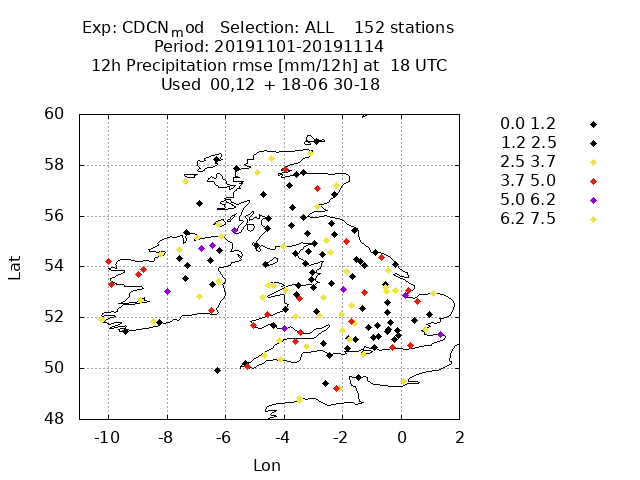 Exp: CDCNmod   Selection: ALL    152 stations
Period: 20191101-20191114
12h Precipitation rmse [mm/12h] at  18 UTC
Used  00,12  + 18-06 30-18
60
58
56
54
52
50
48
Lat
-10 -8 -6 -4 -2 0 2
Lon
0.0 1.2
1.2 2.5
2.5 3.7
3.7 5.0
5.0 6.2
6.2 7.5